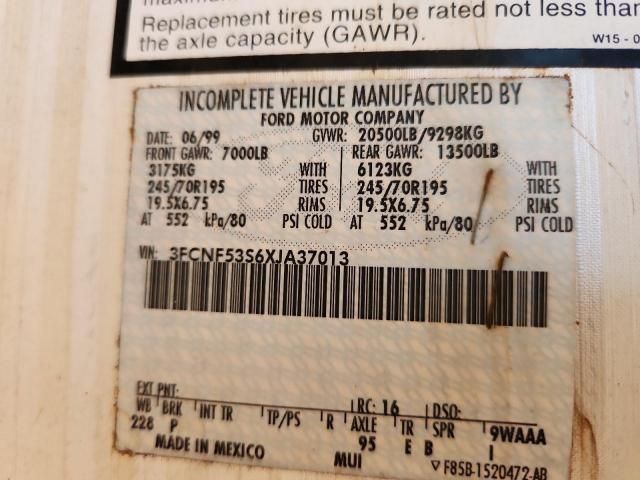 Replacement tires must be rated not less than
the axle capacity (GAWR).
W15 - 0
INCOMPLETE VEHICLE MANUFACTURED BY
FORD MOTOR COMPANY
DATE: 06/99 GVWR: 20500LB/9298KG
FRONT GAWR: 7000LB REAR GAWR: 13500LB
3175KG WITH 6123KG WITH
245/70R195 TIRES 245/70R195 TIRES
19.5X6.75 RIMS 19.5X6.75 RIMS
AT 552 kPa/80 PSI COLD AT 552 kPa/80 PSI COLD
VIN: 3FCNF53S6XJA37013
EXT PNT: RC: 16 DSO:
WB BRK INT TR TP/PS R AXLE TR SPR 9WAAA
228 P 95 E B I
MADE IN MEXICO MUI ▽F85B-1520472-AB